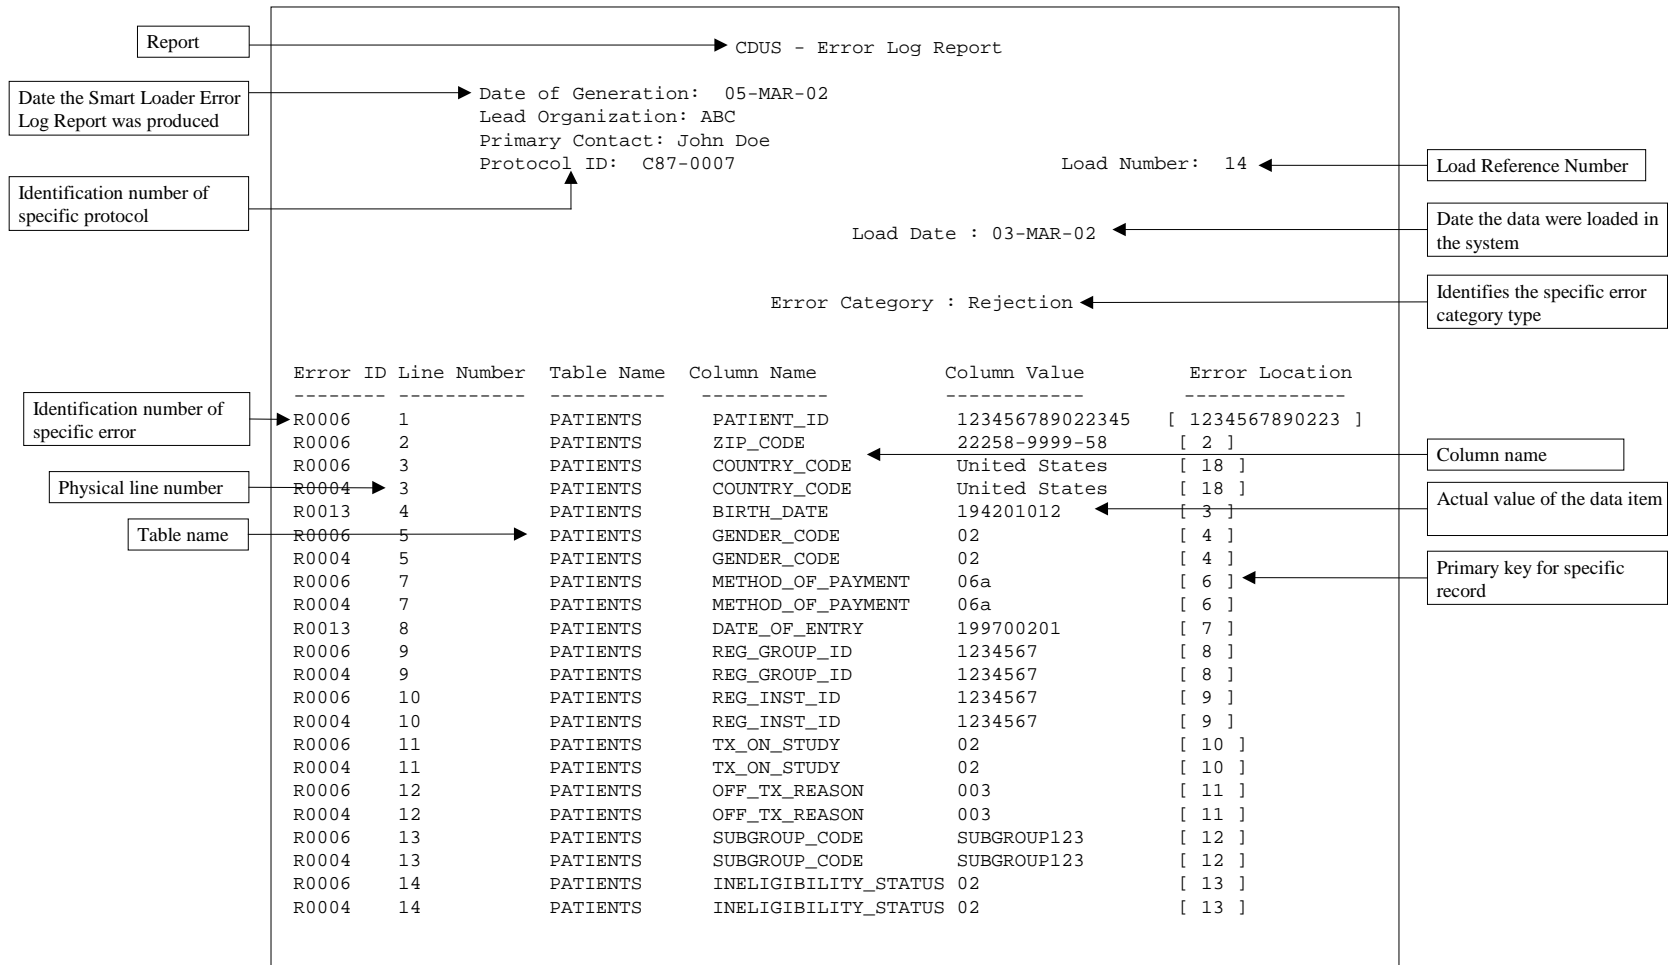 Report
CDUS - Error Log Report
Date the Smart Loader Error
Log Report was produced
Date of Generation: 05-MAR-02
Lead Organization: ABC
Primary Contact: John Doe
Protocol ID: C87-0007
Load Number: 14
Load Reference Number
Identification number of
specific protocol
Load Date : 03-MAR-02
Date the data were loaded in
the system
Error Category : Rejection
Identifies the specific error
category type
Error ID Line Number Table Name Column Name Column Value Error Location
-------- ----------- ---------- ----------- ------------ --------------
Identification number of
specific error
R0006 1 PATIENTS PATIENT_ID 123456789022345 [ 1234567890223 ]
R0006 2 PATIENTS ZIP_CODE 22258-9999-58 [ 2 ]
Column name
R0006 3 PATIENTS COUNTRY_CODE United States [ 18 ]
Physical line number
R0004 3 PATIENTS COUNTRY_CODE United States [ 18 ]
Actual value of the data item
R0013 4 PATIENTS BIRTH_DATE 194201012 [ 3 ]
Table name
R0006 5 PATIENTS GENDER_CODE 02 [ 4 ]
R0004 5 PATIENTS GENDER_CODE 02 [ 4 ]
Primary key for specific
record
R0006 7 PATIENTS METHOD_OF_PAYMENT 06a [ 6 ]
R0004 7 PATIENTS METHOD_OF_PAYMENT 06a [ 6 ]
R0013 8 PATIENTS DATE_OF_ENTRY 199700201 [ 7 ]
R0006 9 PATIENTS REG_GROUP_ID 1234567 [ 8 ]
R0004 9 PATIENTS REG_GROUP_ID 1234567 [ 8 ]
R0006 10 PATIENTS REG_INST_ID 1234567 [ 9 ]
R0004 10 PATIENTS REG_INST_ID 1234567 [ 9 ]
R0006 11 PATIENTS TX_ON_STUDY 02 [ 10 ]
R0004 11 PATIENTS TX_ON_STUDY 02 [ 10 ]
R0006 12 PATIENTS OFF_TX_REASON 003 [ 11 ]
R0004 12 PATIENTS OFF_TX_REASON 003 [ 11 ]
R0006 13 PATIENTS SUBGROUP_CODE SUBGROUP123 [ 12 ]
R0004 13 PATIENTS SUBGROUP_CODE SUBGROUP123 [ 12 ]
R0006 14 PATIENTS INELIGIBILITY_STATUS 02 [ 13 ]
R0004 14 PATIENTS INELIGIBILITY_STATUS 02 [ 13 ]